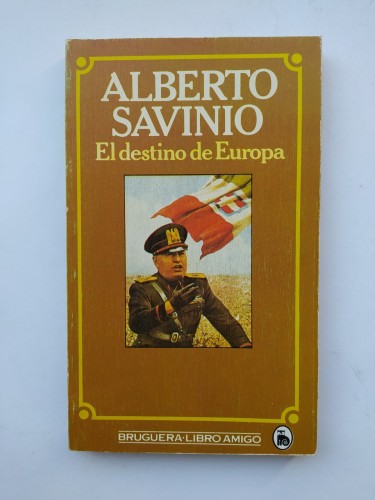 ALBERTO
SAVINIO
El destino de Europa
BRUGUERA·LIBRO AMIGO